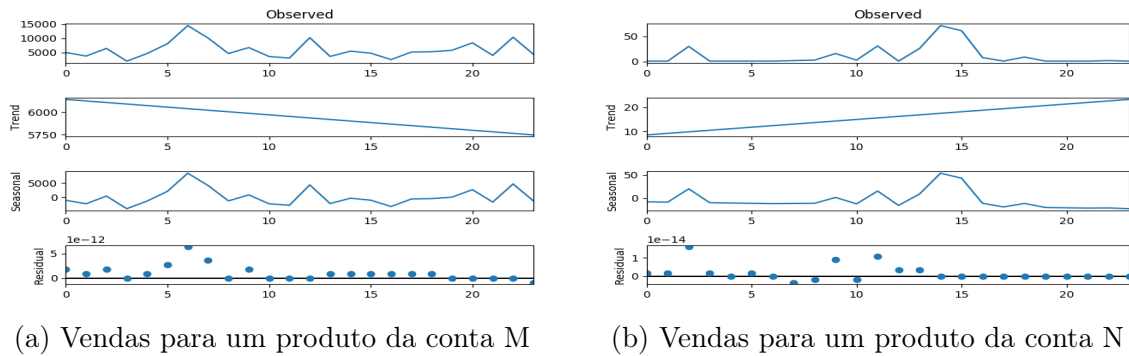 Observed
15000
10000
5000
0 5 10 15 20
Trend
6000
5750
0 5 10 15 20
Seasonal
5000
0
0 5 10 15 20
1e−12
Residual
5
0
0 5 10 15 20
(a) Vendas para um produto da conta M
Observed
50
0
0 5 10 15 20
Trend
20
10
0 5 10 15 20
Seasonal
50
0
0 5 10 15 20
1e−14
Residual
1
0
0 5 10 15 20
(b) Vendas para um produto da conta N